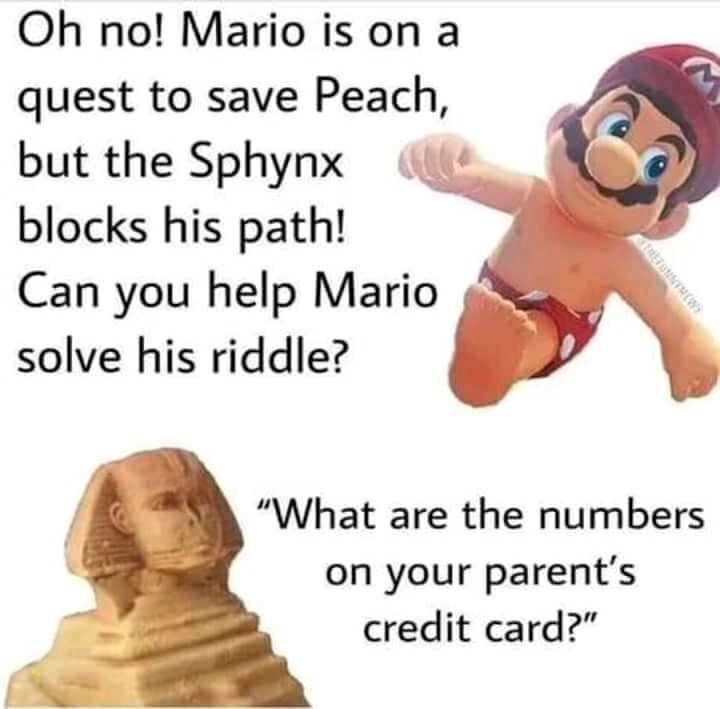 Oh no! Mario is on a
quest to save Peach,
but the Sphynx
blocks his path!
Can you help Mario
solve his riddle?
M
"What are the numbers
on your parent's
credit card?"